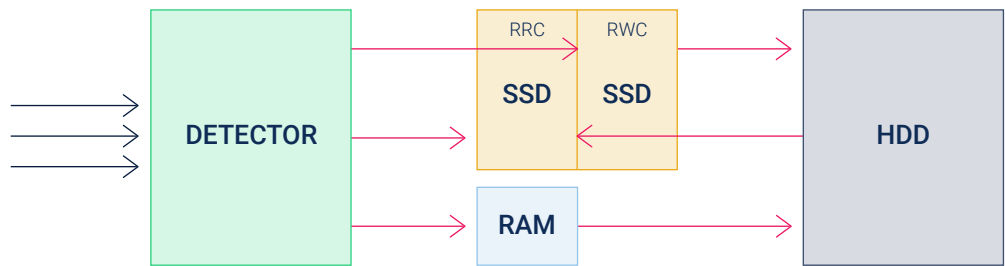 RRC
RWC
DETECTOR
SSD
SSD
HDD
RAM